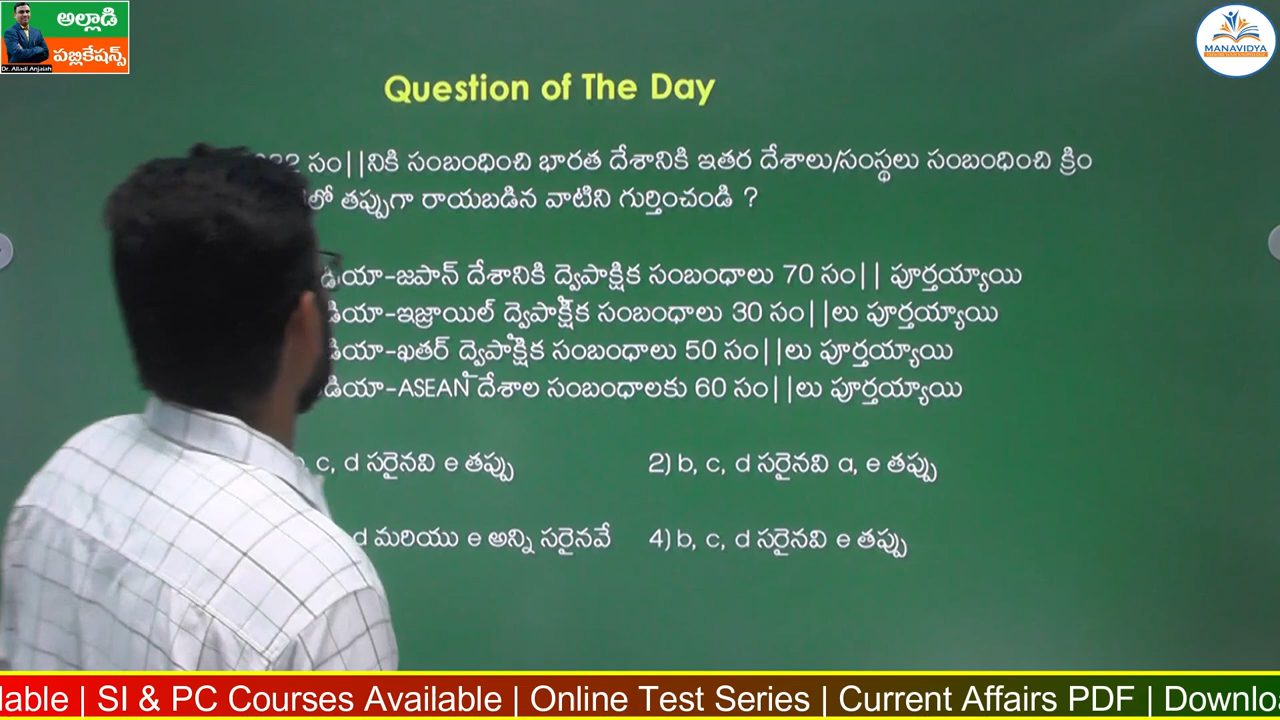 అల్లాడి
పబ్లికేషన్స్
Dr. Alladi Anjaiah
MANAVIDYA
Question of The Day
సం||నికి సంబంధించి భారత దేశానికి ఇతర దేశాలు/సంస్థలు సంబంధించి క్రిం
లో తప్పుగా రాయబడిన వాటిని గుర్తించండి ?
డియా-జపాన్ దేశానికి ద్వైపాక్షిక సంబంధాలు 70 సం|| పూర్తయ్యాయి
డియా-ఇజ్రాయిల్ ద్వైపాక్షిక సంబంధాలు 30 సం||లు పూర్తయ్యాయి
డియా-ఖతర్ ద్వైపాక్షిక సంబంధాలు 50 సం||లు పూర్తయ్యాయి
డియా-ASEAN దేశాల సంబంధాలకు 60 సం||లు పూర్తయ్యాయి
c, d సరైనవి e తప్పు
2) b, c, d సరైనవి a, e తప్పు
d మరియు e అన్ని సరైనవే
4) b, c, d సరైనవి e తప్పు
lable | SI & PC Courses Available | Online Test Series | Current Affairs PDF | Downlo